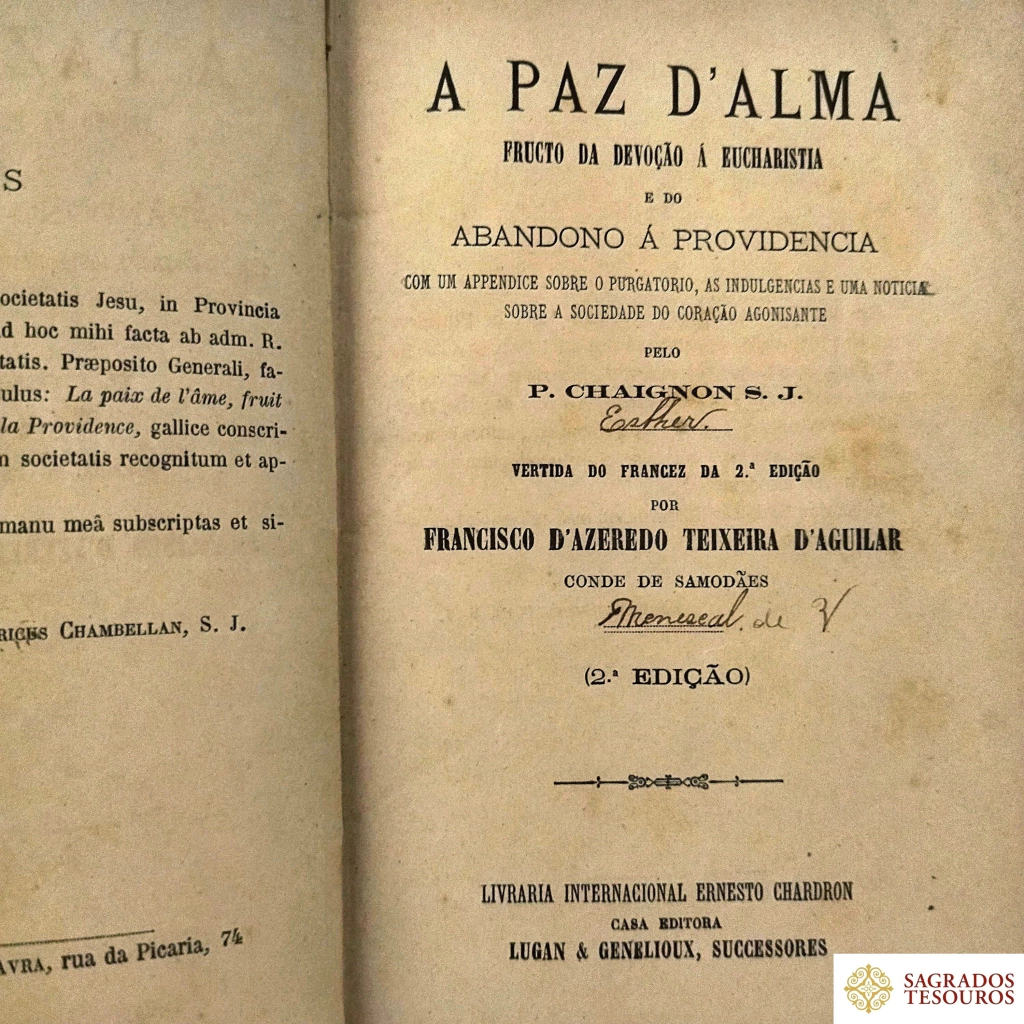 S
ocietatis Jesu, in Provincia
d hoc mihi facta ab adm. R.
tatis. Præposito Generali, fa-
ulus: La paix de l'âme, fruit
la Providence, gallice conscri-
n societatis recognitum et ap-
manu meâ subscriptas et si-
Chambellan, S. J.
AVRA, rua da Picaria, 74
A PAZ D'ALMA
FRUCTO DA DEVOÇÃO Á EUCHARISTIA
E DO
ABANDONO Á PROVIDENCIA
COM UM APPENDICE SOBRE O PURGATORIO, AS INDULGENCIAS E UMA NOTICIA
SOBRE A SOCIEDADE DO CORAÇÃO AGONISANTE
PELO
P. CHAIGNON S. J.
Esther.
VERTIDA DO FRANCEZ DA 2.ª EDIÇÃO
POR
FRANCISCO D'AZEREDO TEIXEIRA D'AGUILAR
CONDE DE SAMODÃES
Menescal. de
(2.ª EDIÇÃO)
LIVRARIA INTERNACIONAL ERNESTO CHARDRON
CASA EDITORA
LUGAN & GENELIOUX, SUCCESSORES
SAGRADOS
TESOUROS